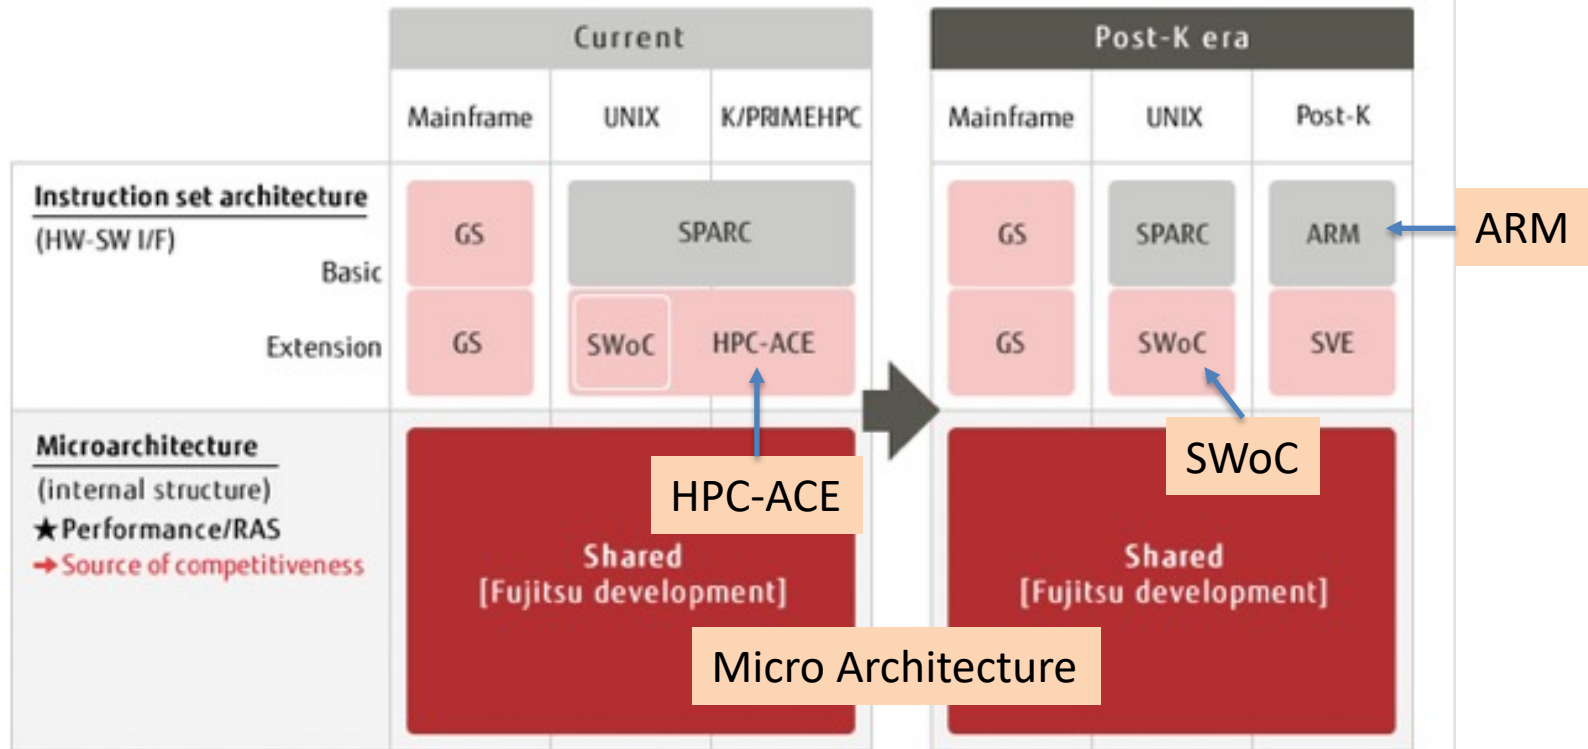 Current
Post-K era
Mainframe UNIX K/PRIMEHPC
Mainframe UNIX Post-K
Instruction set architecture
(HW-SW I/F)
Basic
GS SPARC
GS SPARC ARM
ARM
Extension
GS SWoC HPC-ACE
GS SWoC SVE
Microarchitecture
(internal structure)
★Performance/RAS
➔Source of competitiveness
HPC-ACE
SWoC
Shared
[Fujitsu development]
Shared
[Fujitsu development]
Micro Architecture